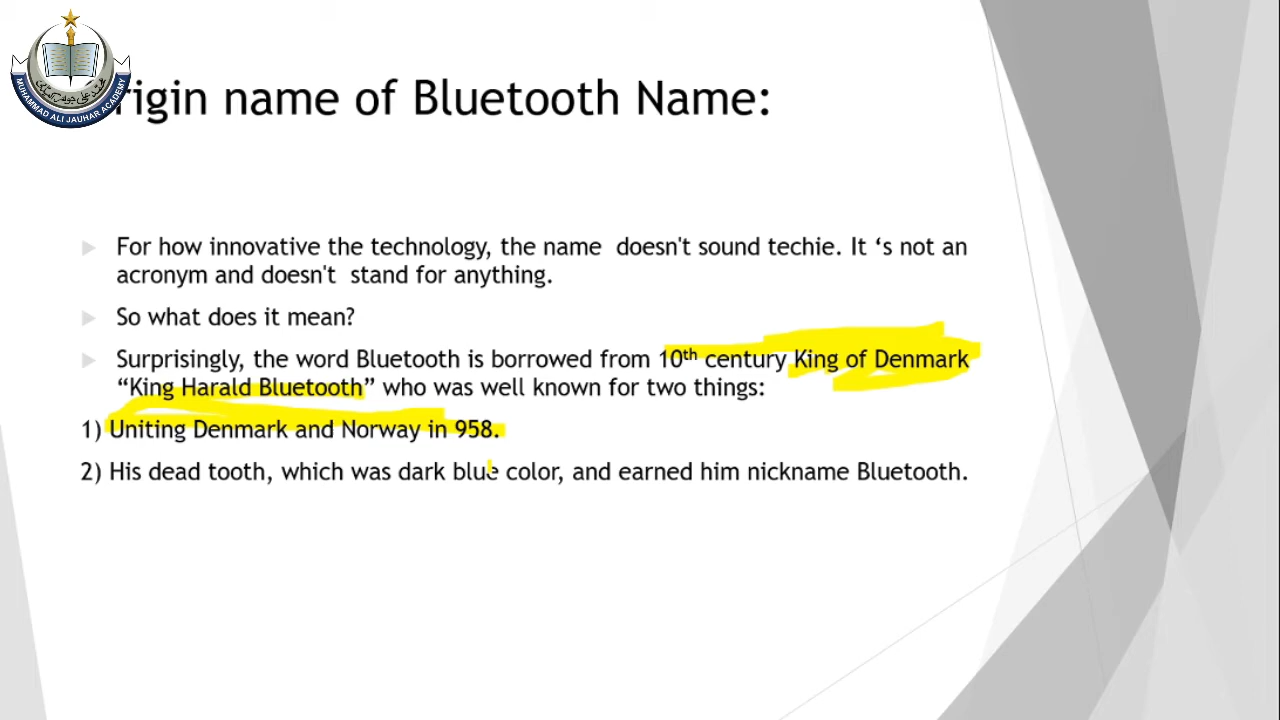 MUHAMMAD ALI JAUHAR ACADEMY
rigin name of Bluetooth Name:
For how innovative the technology, the name doesn't sound techie. It ‘s not an
acronym and doesn't stand for anything.
So what does it mean?
Surprisingly, the word Bluetooth is borrowed from 10th century King of Denmark
“King Harald Bluetooth” who was well known for two things:
1) Uniting Denmark and Norway in 958.
2) His dead tooth, which was dark blue color, and earned him nickname Bluetooth.